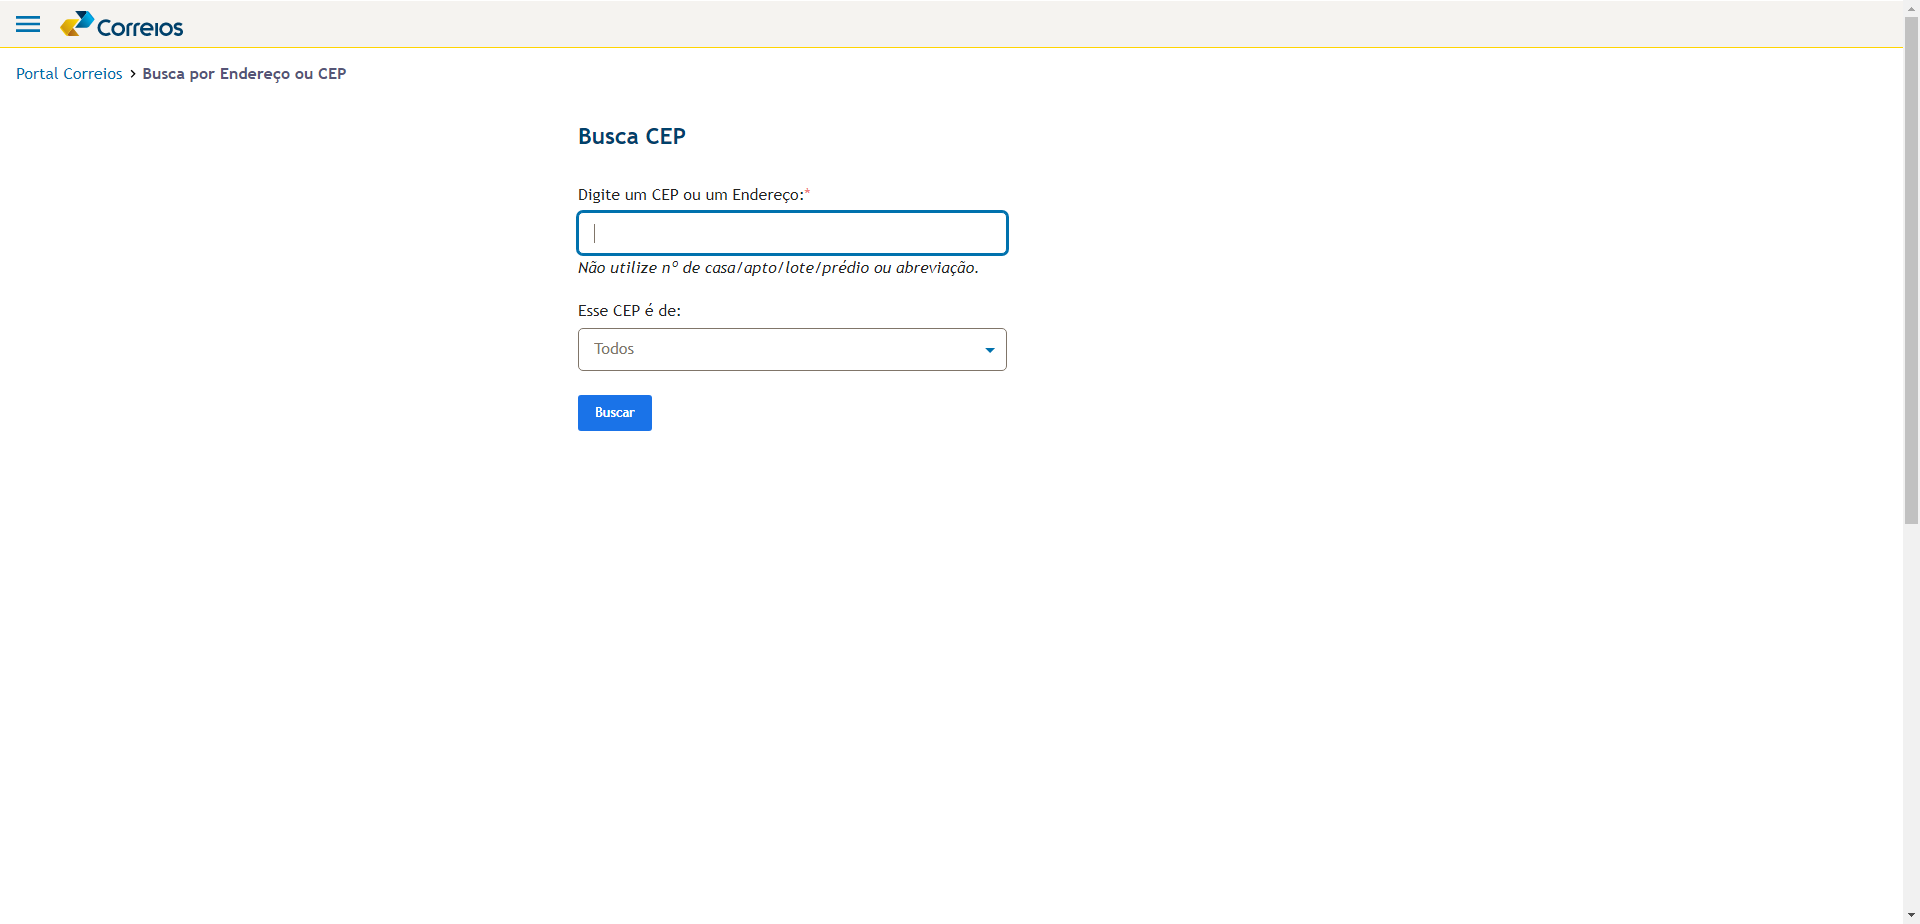 Correios
Portal Correios > Busca por Endereço ou CEP
Busca CEP
Digite um CEP ou um Endereço:*
Não utilize nº de casa/apto/lote/prédio ou abreviação.
Esse CEP é de:
Todos
Buscar